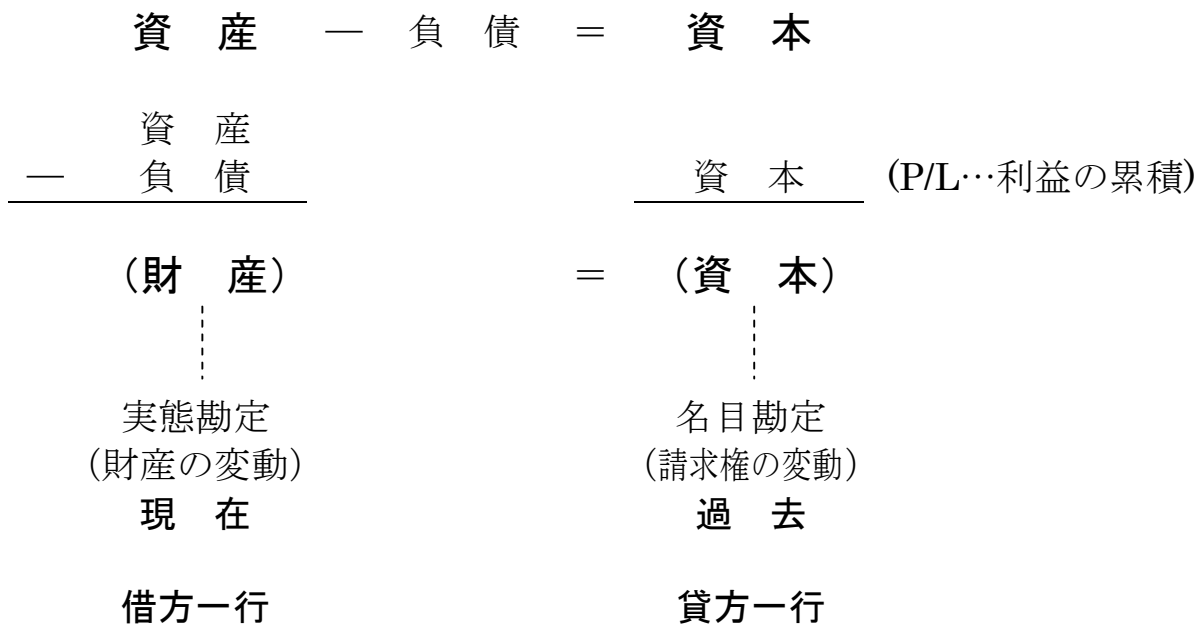 資 産 ― 負 債 ＝ 資 本
資 産
― 負 債 資 本 (P/L…利益の累積)
（財 産） ＝ （資 本）
実態勘定 名目勘定
（財産の変動） （請求権の変動）
現 在 過 去
借方一行 貸方一行